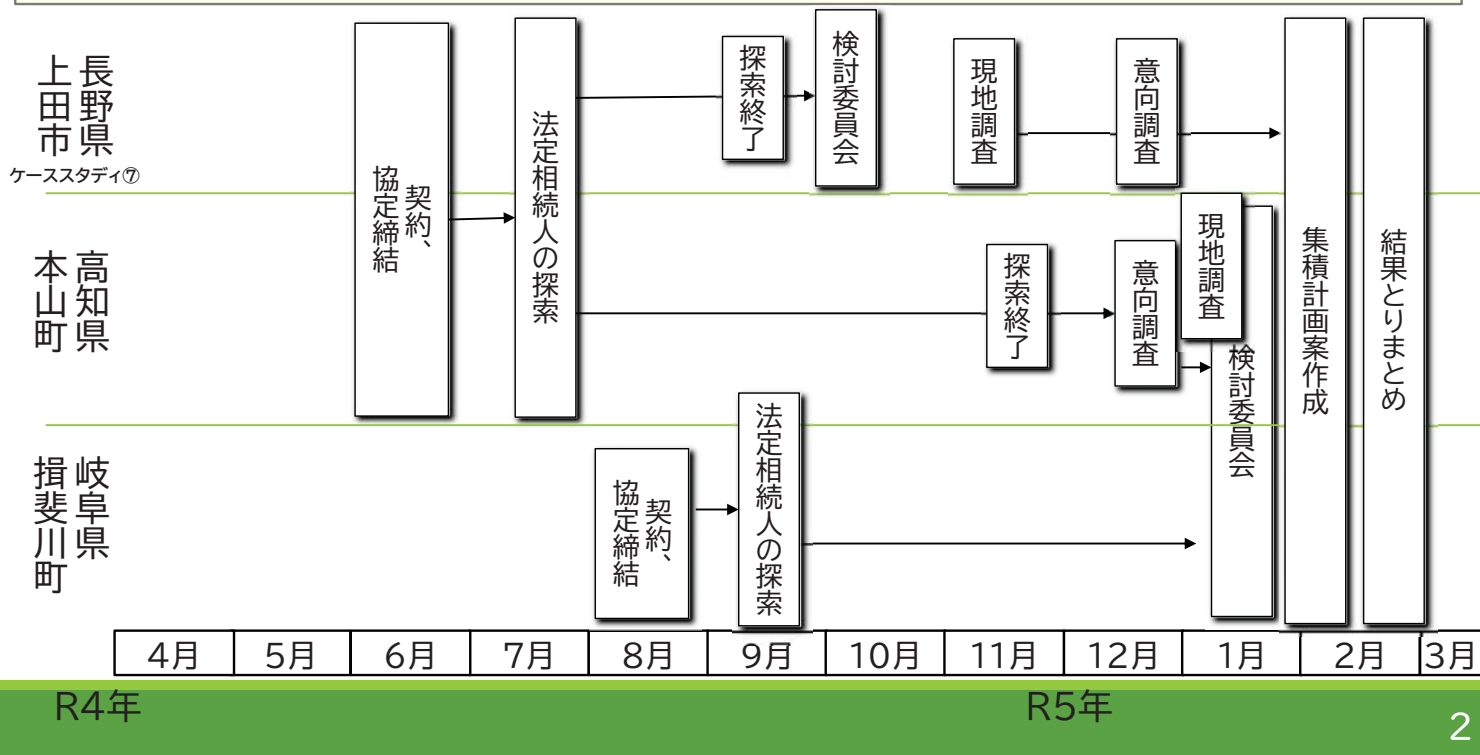 長野県
上田市
ケーススタディ⑦
契約、
協定締結
法定相続人の探索
探索終了
検討委員会
現地調査
意向調査
高知県
本山町
探索終了
意向調査
現地調査
検討委員会
集積計画案作成
結果とりまとめ
岐阜県
揖斐川町
契約、
協定締結
法定相続人の探索
4月 5月 6月 7月 8月 9月 10月 11月 12月 1月 2月 3月
R4年 R5年
2